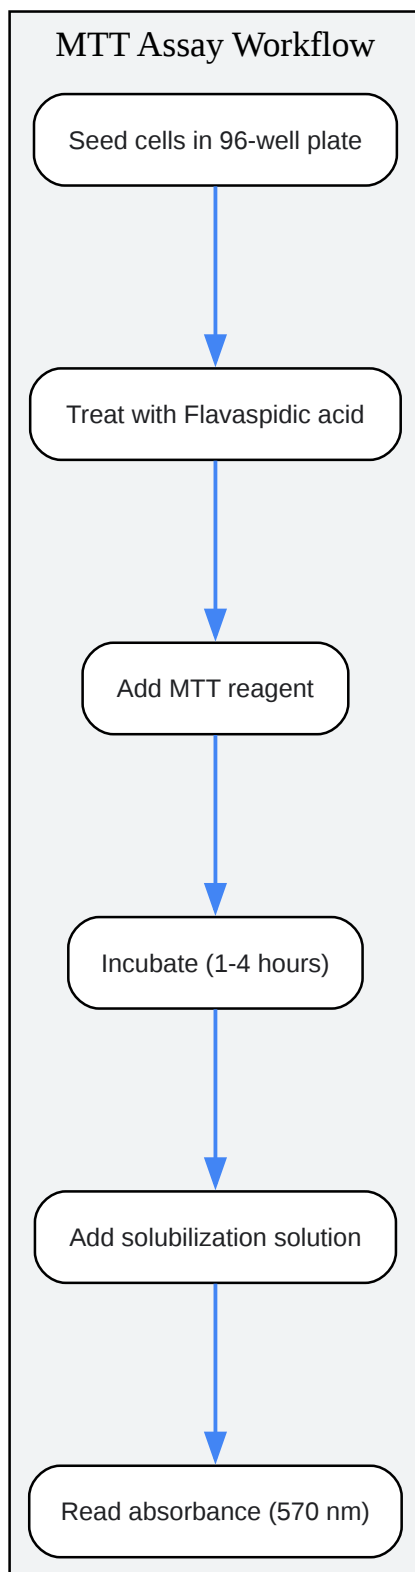 MTT Assay Workflow
Seed cells in 96-well plate
Treat with Flavaspidic acid
Add MTT reagent
Incubate (1-4 hours)
Add solubilization solution
Read absorbance (570 nm)